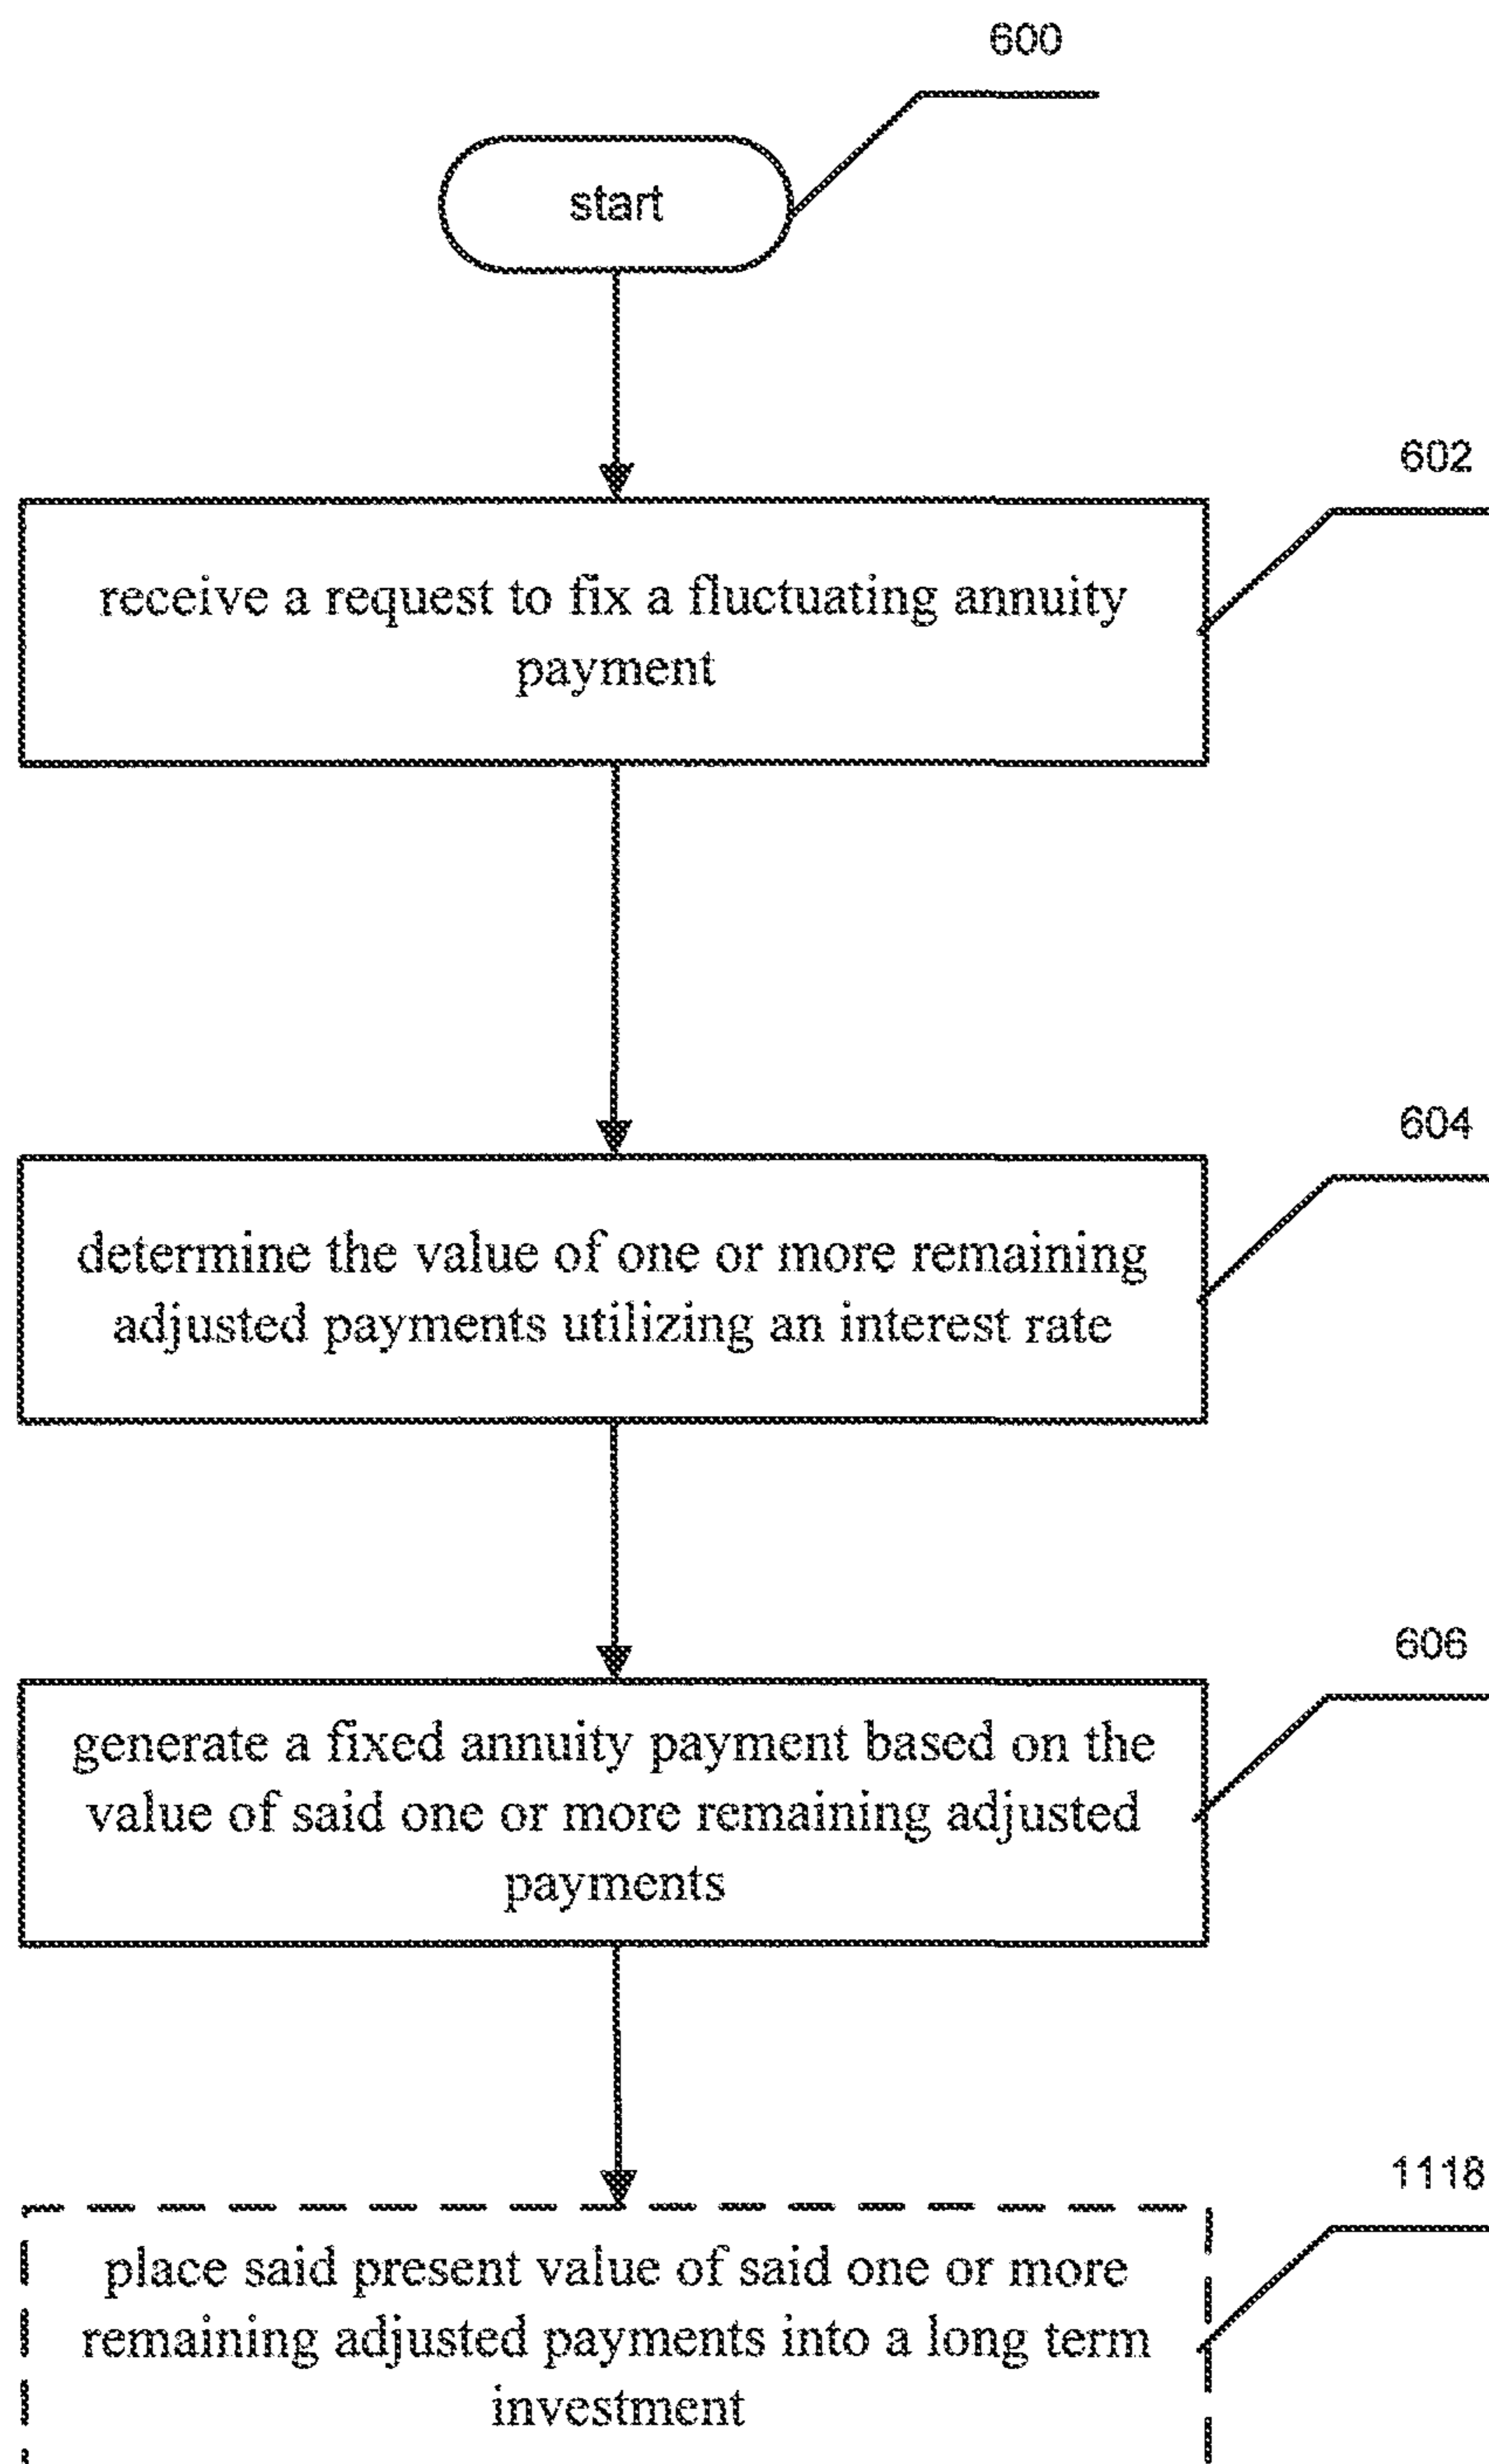 600
start
602
receive a request to fix a fluctuating annuity
payment
604
determine the value of one or more remaining
adjusted payments utilizing an interest rate
606
generate a fixed annuity payment based on the
value of said one or more remaining adjusted
payments
1118
place said present value of said one or more
remaining adjusted payments into a long term
investment